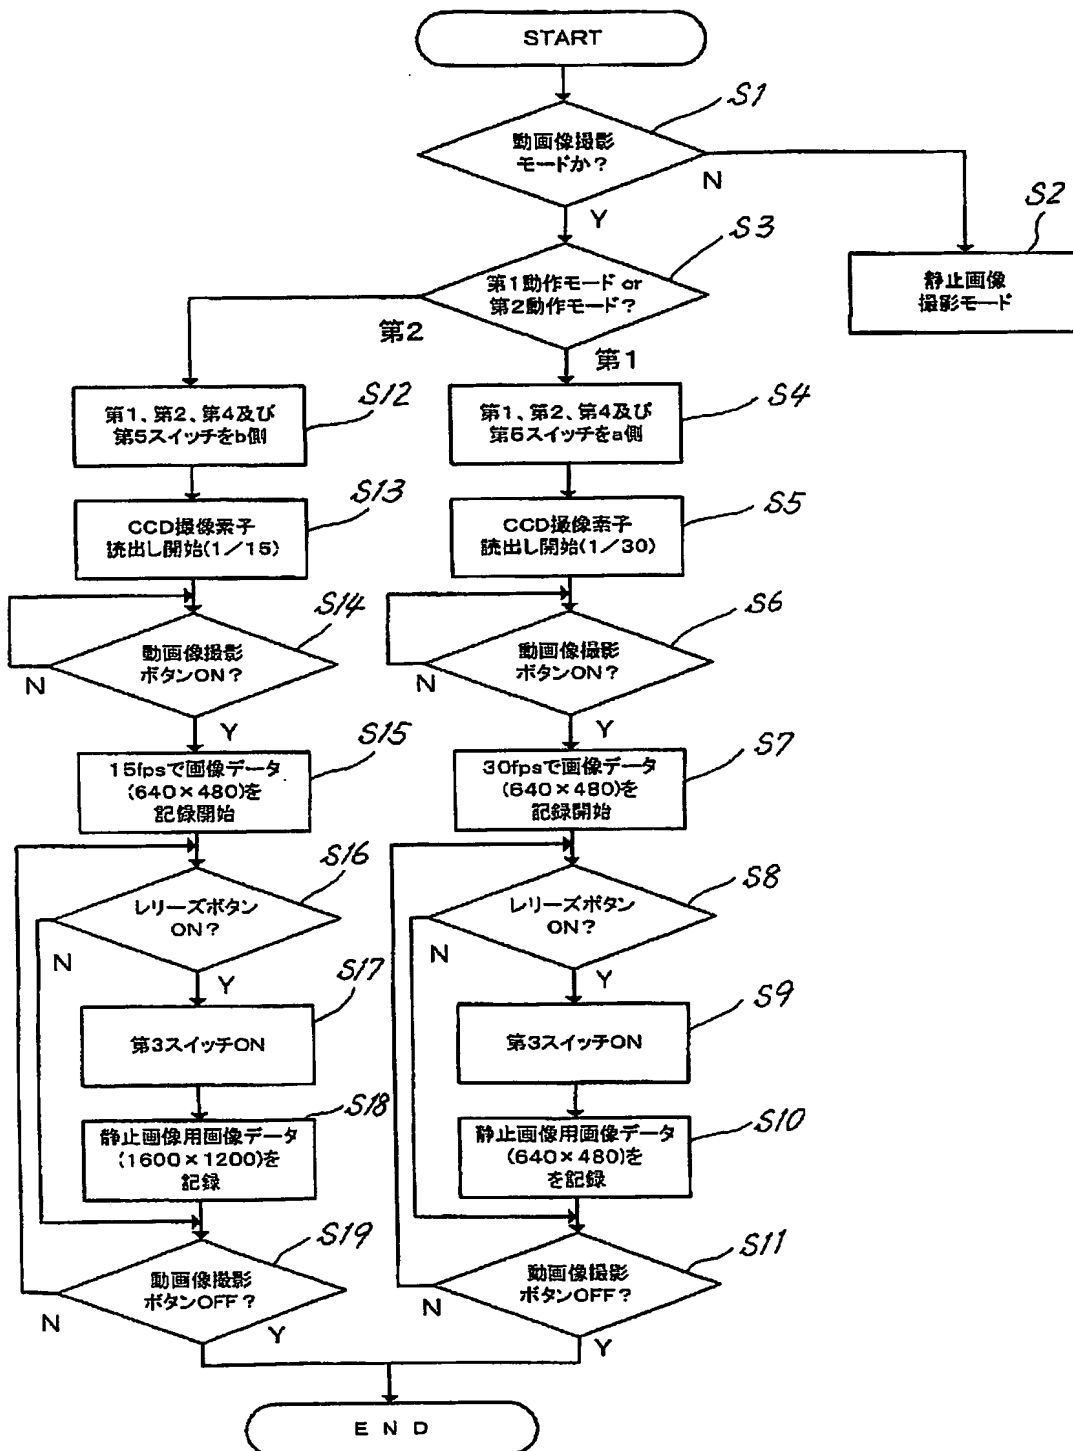 START
S1
動画像撮影
モードか?
N
Y
S2
静止画像
撮影モード
S3
第1動作モード or
第2動作モード?
第2
第1
S12
第1、第2、第4及び
第5スイッチをb側
S4
第1、第2、第4及び
第5スイッチをa側
S13
CCD撮像素子
読出し開始(1/15)
S5
CCD撮像素子
読出し開始(1/30)
S14
動画像撮影
ボタンON?
N
Y
S6
動画像撮影
ボタンON?
N
Y
S15
15fpsで画像データ
(640×480)を
記録開始
S7
30fpsで画像データ
(640×480)を
記録開始
S16
レリーズボタン
ON?
N
Y
S8
レリーズボタン
ON?
N
Y
S17
第3スイッチON
S9
第3スイッチON
S18
静止画像用画像データ
(1600×1200)を
記録
S10
静止画像用画像データ
(640×480)を
を記録
S19
動画像撮影
ボタンOFF?
N
Y
S11
動画像撮影
ボタンOFF?
N
Y
END